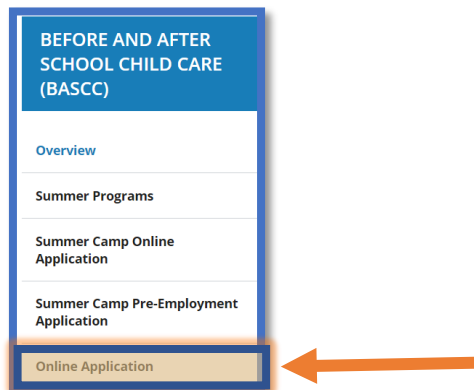 BEFORE AND AFTER
SCHOOL CHILD CARE
(BASCC)
Overview
Summer Programs
Summer Camp Online
Application
Summer Camp Pre-Employment
Application
Online Application